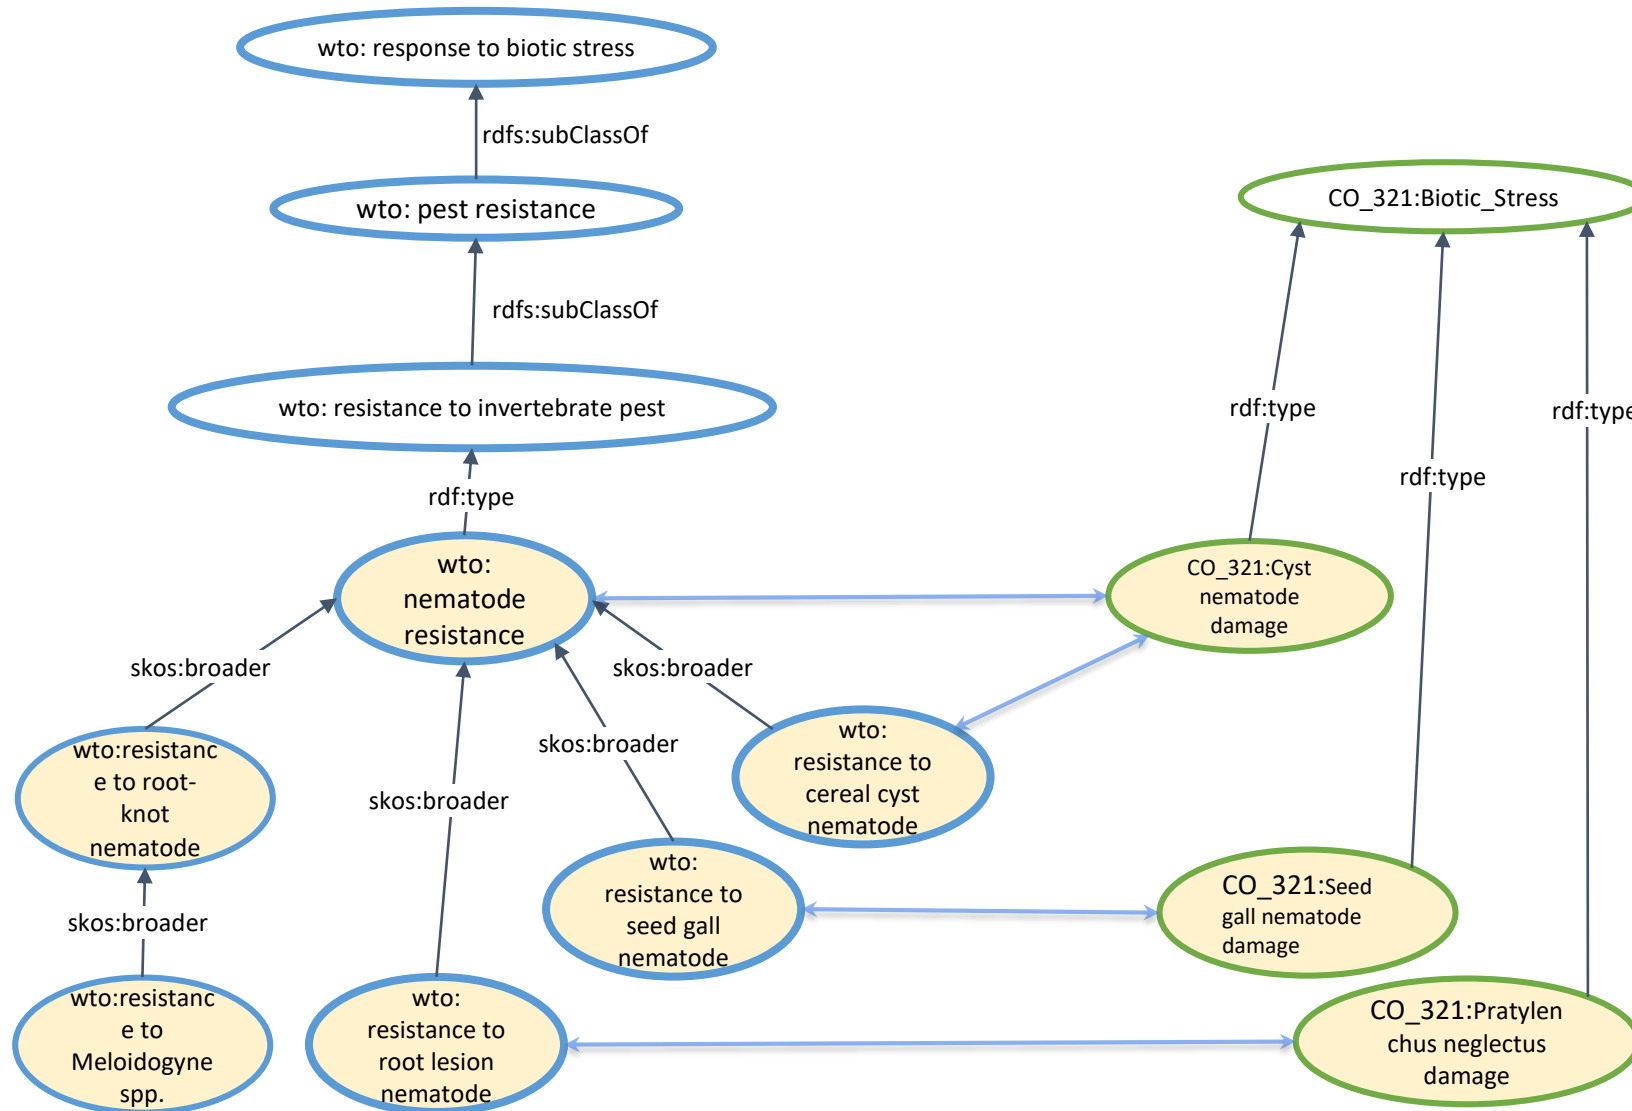 wto: response to biotic stress
rdfs:subClassOf
wto: pest resistance
CO_321:Biotic_Stress
rdfs:subClassOf
wto: resistance to invertebrate pest
rdf:type
rdf:type
rdf:type
rdf:type
wto:
nematode
resistance
CO_321:Cyst
nematode
damage
skos:broader
skos:broader
skos:broader
skos:broader
wto:resistanc
e to root-
knot
nematode
wto:
resistance to
cereal cyst
nematode
wto:
resistance to
seed gall
nematode
CO_321:Seed
gall nematode
damage
skos:broader
wto:resistanc
e to
Meloidogyne
spp.
wto:
resistance to
root lesion
nematode
CO_321:Pratylen
chus neglectus
damage